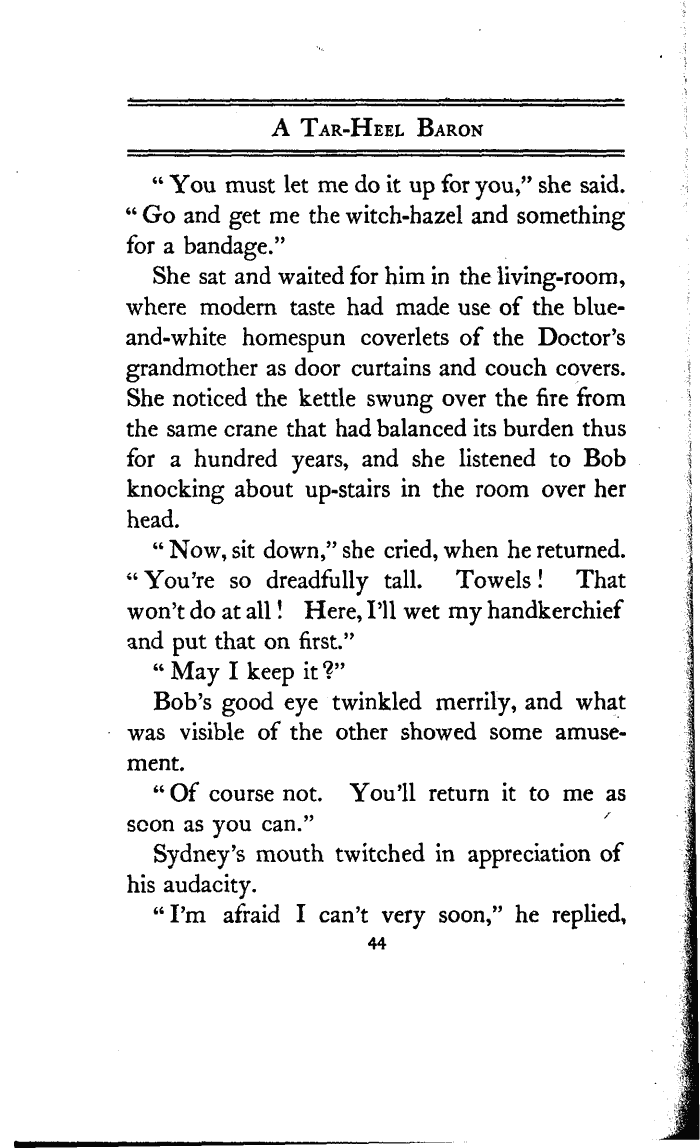 A Tar-Heel Baron
“You must let me do it up for you,” she said.
“Go and get me the witch-hazel and something
for a bandage.”
She sat and waited for him in the living-room,
where modern taste had made use of the blue-
and-white homespun coverlets of the Doctor’s
grandmother as door curtains and couch covers.
She noticed the kettle swung over the fire from
the same crane that had balanced its burden thus
for a hundred years, and she listened to Bob
knocking about up-stairs in the room over her
head.
“Now, sit down,” she cried, when he returned.
“You’re so dreadfully tall. Towels! That
won’t do at all! Here, I’ll wet my handkerchief
and put that on first.”
“May I keep it?”
Bob’s good eye twinkled merrily, and what
was visible of the other showed some amuse-
ment.
“Of course not. You’ll return it to me as
soon as you can.”
Sydney’s mouth twitched in appreciation of
his audacity.
“I’m afraid I can’t very soon,” he replied,
44